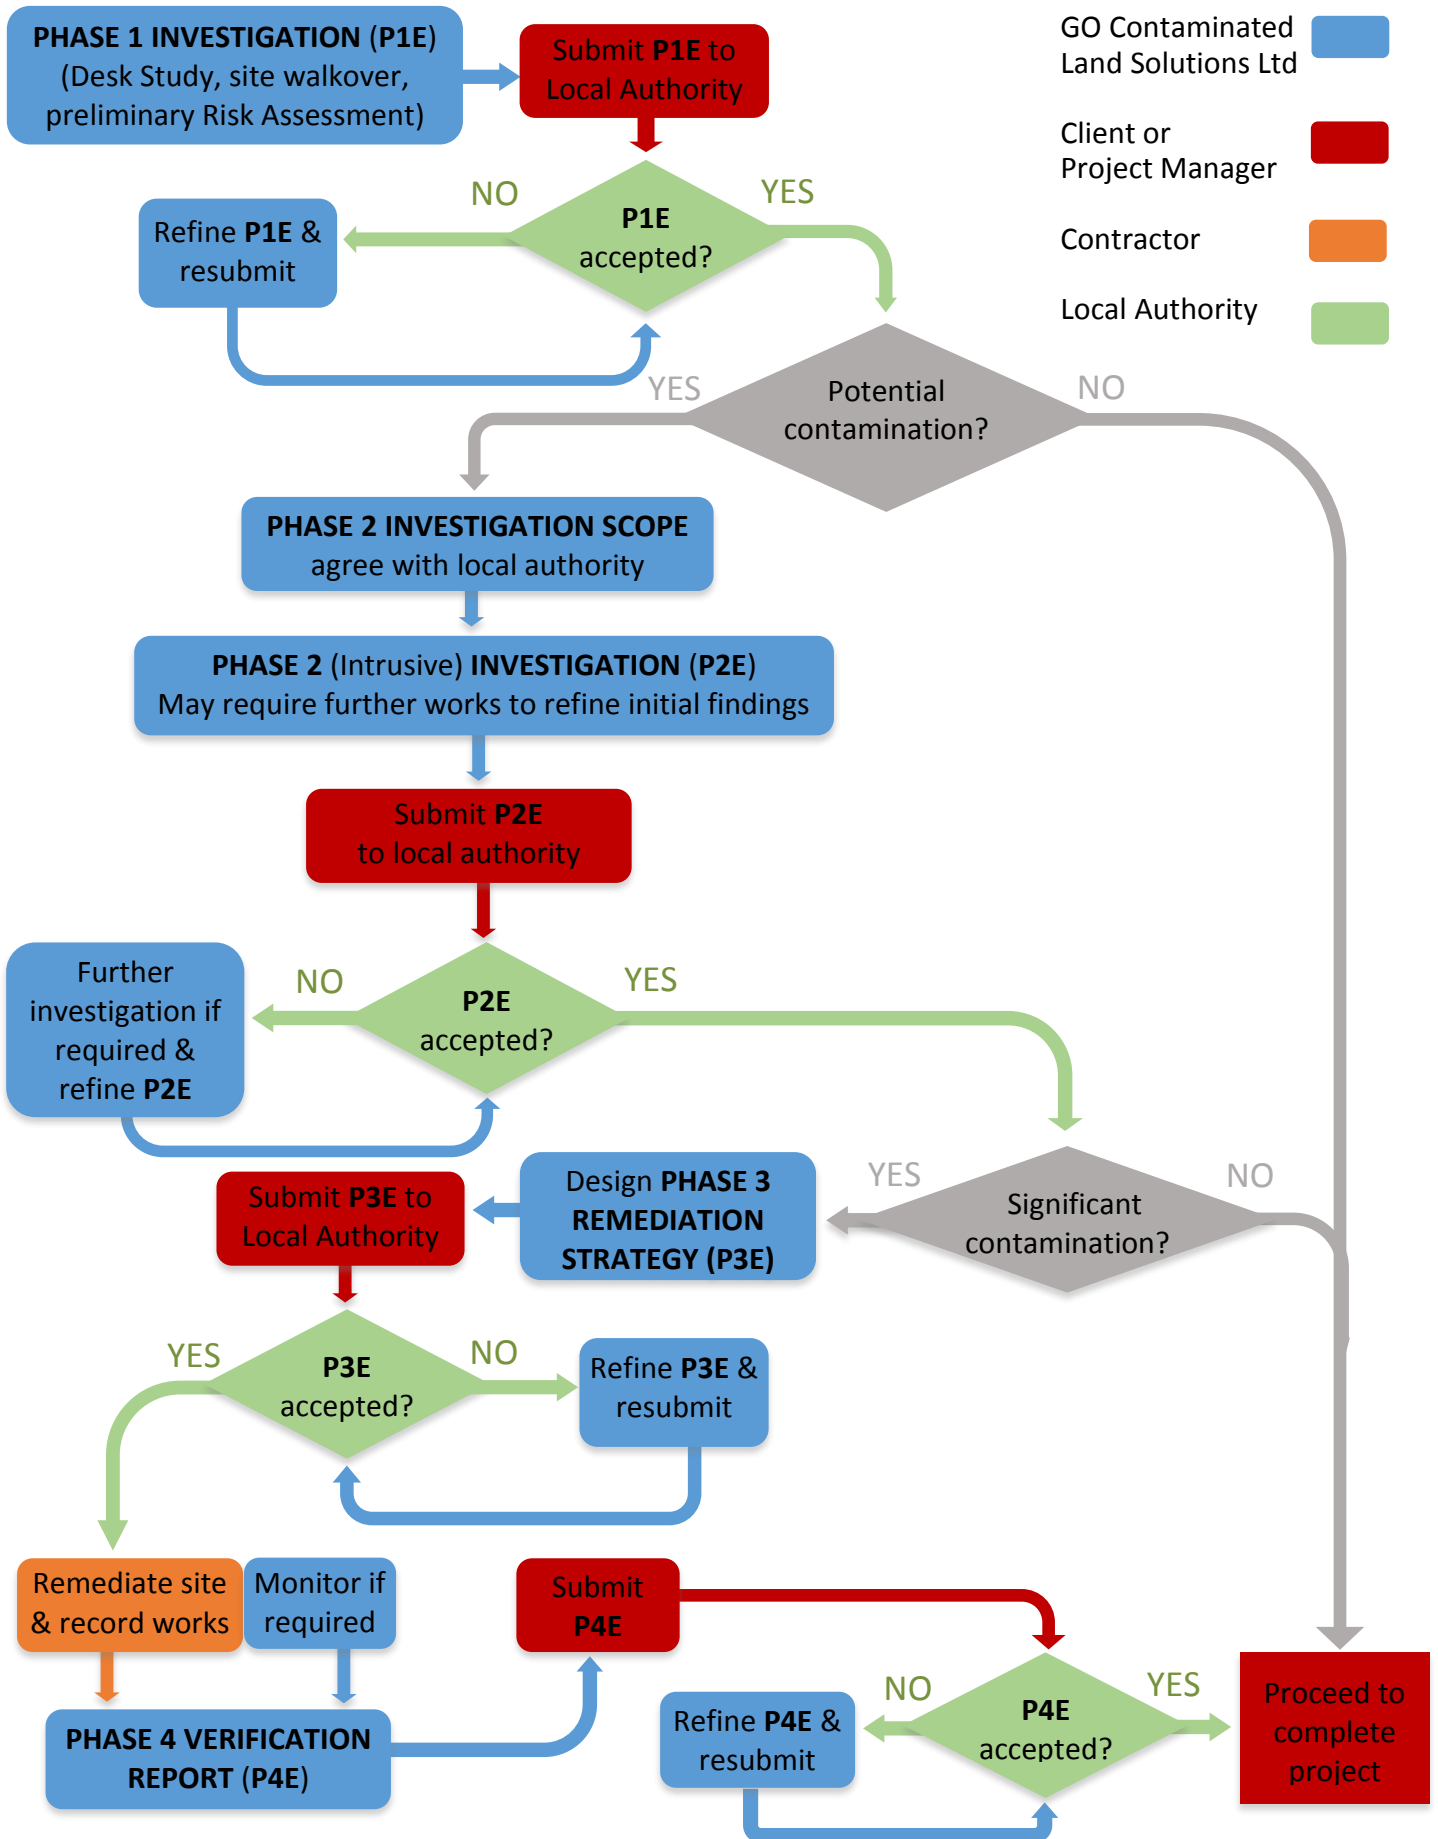 PHASE 1 INVESTIGATION (P1E)
(Desk Study, site walkover,
preliminary Risk Assessment)
Submit P1E to
Local Authority
GO Contaminated
Land Solutions Ltd
Client or
Project Manager
Contractor
Local Authority
NO
YES
P1E
accepted?
Refine P1E &
resubmit
YES
NO
Potential
contamination?
PHASE 2 INVESTIGATION SCOPE
agree with local authority
PHASE 2 (Intrusive) INVESTIGATION (P2E)
May require further works to refine initial findings
Submit P2E
to local authority
NO
YES
P2E
accepted?
Further
investigation if
required &
refine P2E
YES
NO
Significant
contamination?
Design PHASE 3
REMEDIATION
STRATEGY (P3E)
Submit P3E to
Local Authority
YES
NO
P3E
accepted?
Refine P3E &
resubmit
Remediate site
& record works
Monitor if
required
PHASE 4 VERIFICATION
REPORT (P4E)
Submit
P4E
NO
YES
P4E
accepted?
Refine P4E &
resubmit
Proceed to
complete
project